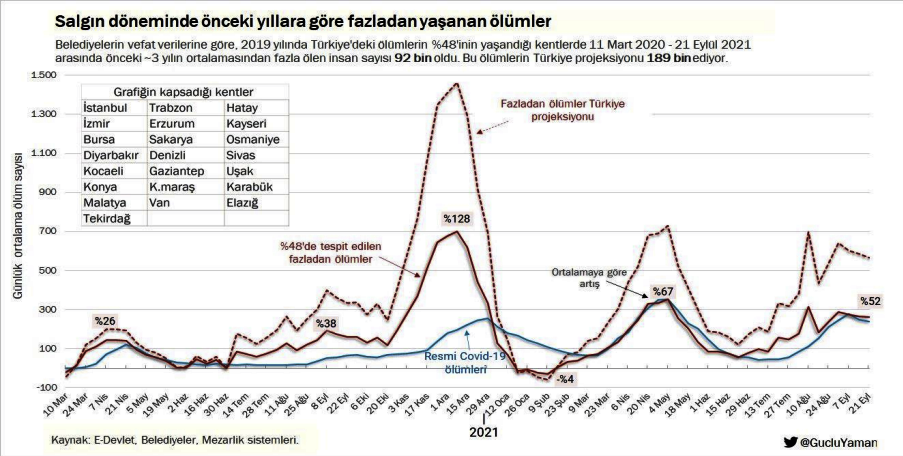 Salgın döneminde önceki yıllara göre fazladan yaşanan ölümler
Belediyelerin vefat verilerine göre, 2019 yılında Türkiye'deki ölümlerin %48'inin yaşandığı kentlerde 11 Mart 2020 - 21 Eylül 2021
arasında önceki ~3 yılın ortalamasından fazla ölen insan sayısı 92 bin oldu. Bu ölümlerin Türkiye projeksiyonu 189 bin ediyor.
Günlük ortalama ölüm sayısı
1.500
1.300
1.100
900
700
500
300
100
-100
Grafiğin kapsadığı kentler
İstanbul Trabzon Hatay
İzmir Erzurum Kayseri
Bursa Sakarya Osmaniye
Diyarbakır Denizli Sivas
Kocaeli Gaziantep Uşak
Konya K.maraş Karabük
Malatya Van Elazığ
Tekirdağ
Fazladan ölümler Türkiye
projeksiyonu
%48'de tespit edilen
fazladan ölümler
Ortalamaya göre
artış
Resmi Covid-19
ölümleri
%26
%38
%128
-%4
%67
%52
10 Mar
24 Mar
7 Nis
21 Nis
5 May
19 May
2 Haz
16 Haz
30 Haz
14 Tem
28 Tem
11 Ağu
25 Ağu
8 Eyl
22 Eyl
6 Eki
20 Eki
3 Kas
17 Kas
1 Ara
15 Ara
29 Ara
12 Oca
26 Oca
9 Şub
23 Şub
9 Mar
23 Mar
6 Nis
20 Nis
4 May
18 May
1 Haz
15 Haz
29 Haz
13 Tem
27 Tem
10 Ağu
24 Ağu
7 Eyl
21 Eyl
2021
Kaynak: E-Devlet, Belediyeler, Mezarlik sistemleri.
@GucluYaman